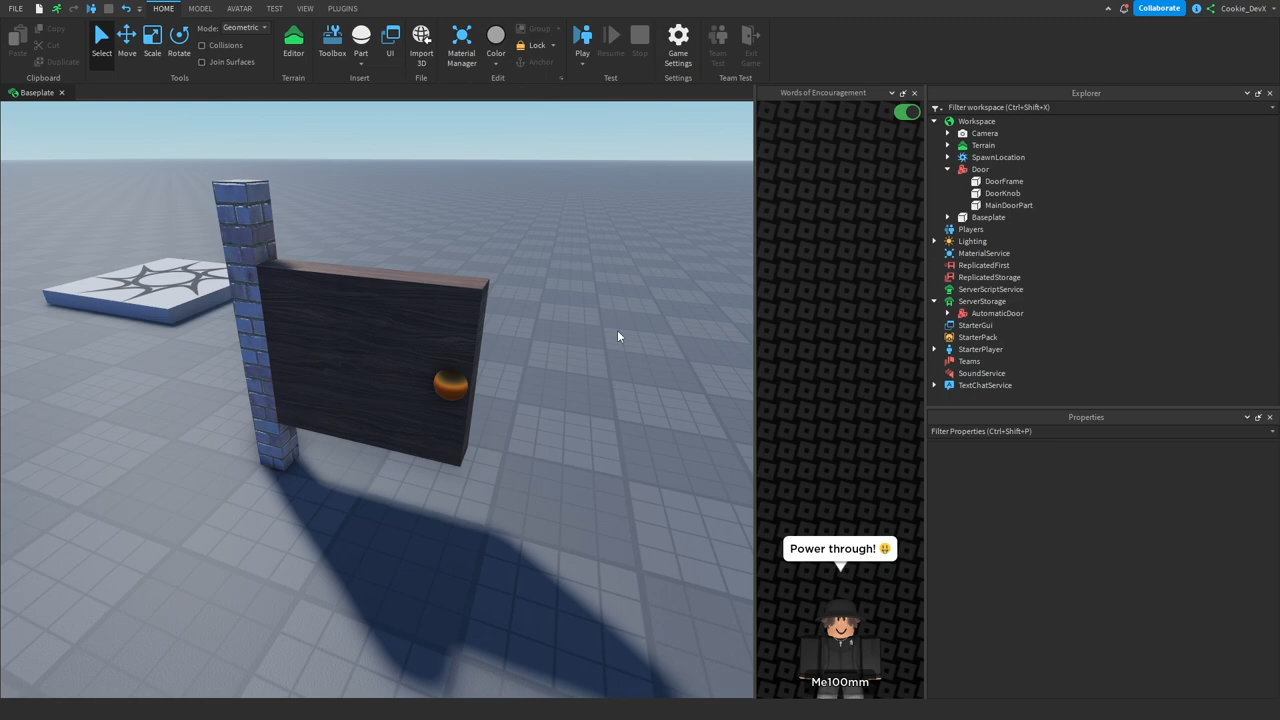 FILE
HOME
MODEL
AVATAR
TEST
VIEW
PLUGINS
Collaborate
Cookie_DevX
Paste
Copy
Cut
Duplicate
Clipboard
Select
Move
Scale
Rotate
Mode: Geometric
Collisions
Join Surfaces
Tools
Editor
Terrain
Toolbox
Part
UI
Insert
Import
3D
File
Material
Manager
Color
Group
Lock
Anchor
Edit
Play
Resume
Stop
Test
Game
Settings
Settings
Team
Test
Exit
Game
Team Test
Baseplate
Words of Encouragement
Power through!
Me100mm
Explorer
Filter workspace (Ctrl+Shift+X)
Workspace
Camera
Terrain
SpawnLocation
Door
DoorFrame
DoorKnob
MainDoorPart
Baseplate
Players
Lighting
MaterialService
ReplicatedFirst
ReplicatedStorage
ServerScriptService
ServerStorage
AutomaticDoor
StarterGui
StarterPack
StarterPlayer
Teams
SoundService
TextChatService
Properties
Filter Properties (Ctrl+Shift+P)